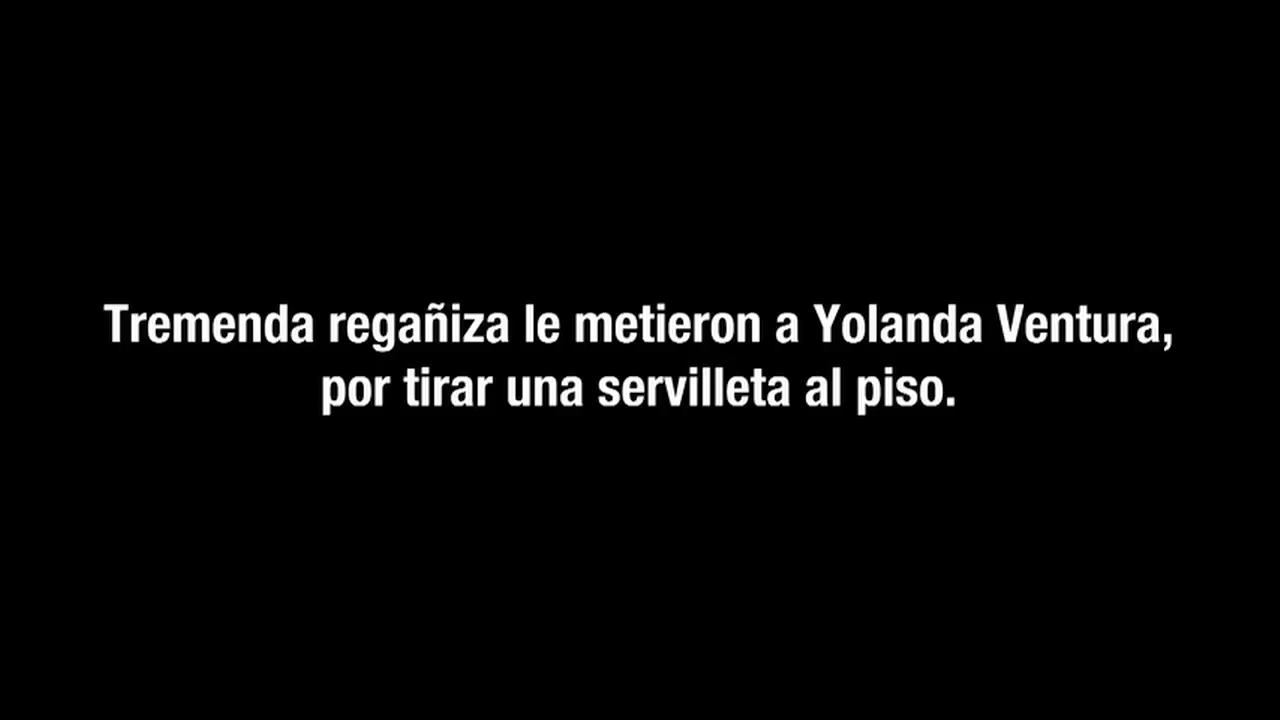 Tremenda regañiza le metieron a Yolanda Ventura,
por tirar una servilleta al piso.